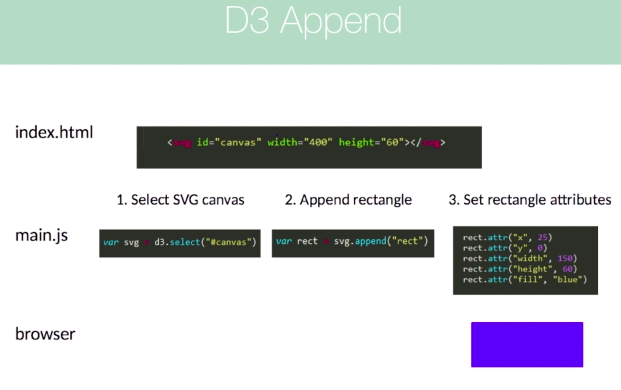 D3 Append
index.html
<svg id="canvas" width="400" height="60"></svg>
1. Select SVG canvas
2. Append rectangle
3. Set rectangle attributes
main.js
var svg = d3.select("#canvas")
var rect = svg.append("rect")
rect.attr("x", 25)
rect.attr("y", 0)
rect.attr("width", 150)
rect.attr("height", 60)
rect.attr("fill", "blue")
browser